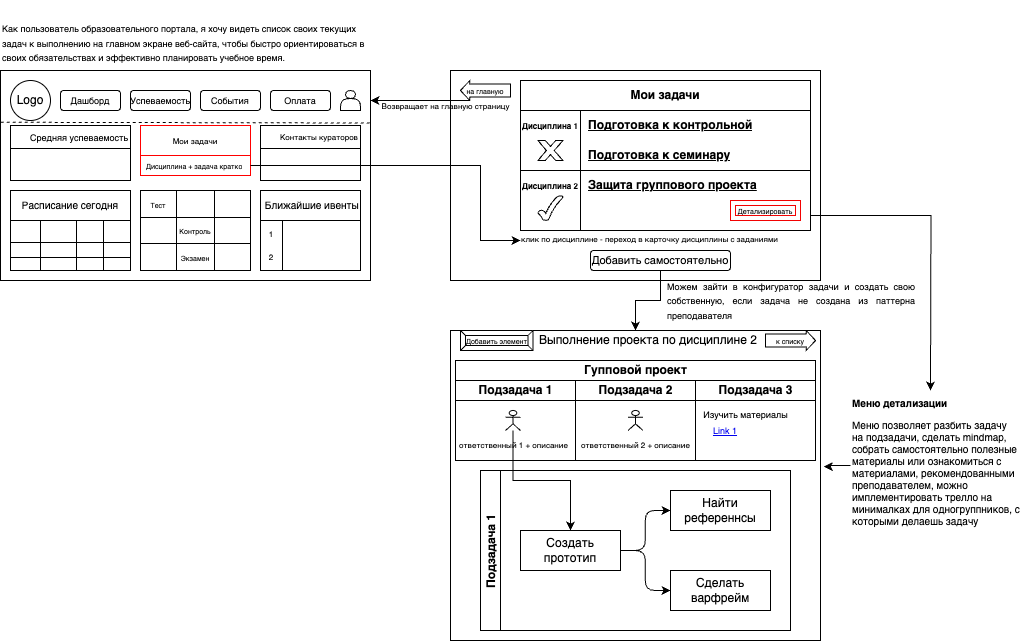 Как пользователь образовательного портала, я хочу видеть список своих текущих
задач к выполнению на главном экране веб-сайта, чтобы быстро ориентироваться в
своих обязательствах и эффективно планировать учебное время.
Logo
Дашборд
Успеваемость
События
Оплата
Средняя успеваемость
Мои задачи
Контакты кураторов
Дисциплина + задача кратко
Расписание сегодня
Тест
Контроль
Экзамен
Ближайшие ивенты
1
2
на главную
Возвращает на главную страницу
Мои задачи
Дисциплина 1
Подготовка к контрольной
Подготовка к семинару
Дисциплина 2
Защита группового проекта
Детализировать
клик по дисциплине - переход в карточку дисциплины с заданиями
Добавить самостоятельно
Можем зайти в конфигуратор задачи и создать свою
собственную, если задача не создана из паттерна
преподавателя
Добавить элемент
Выполнение проекта по дисциплине 2
к списку
Гупповой проект
Подзадача 1
Подзадача 2
Подзадача 3
ответственный 1 + описание
ответственный 2 + описание
Изучить материалы
Link 1
Меню детализации
Меню позволяет разбить задачу
на подзадачи, сделать mindmap,
собрать самостоятельно полезные
материалы или ознакомиться с
материалами, рекомендованными
преподавателем, можно
имплементировать трелло на
минималках для одногруппников, с
которыми делаешь задачу
Подзадача 1
Создать
прототип
Найти
референнсы
Сделать
варфрейм